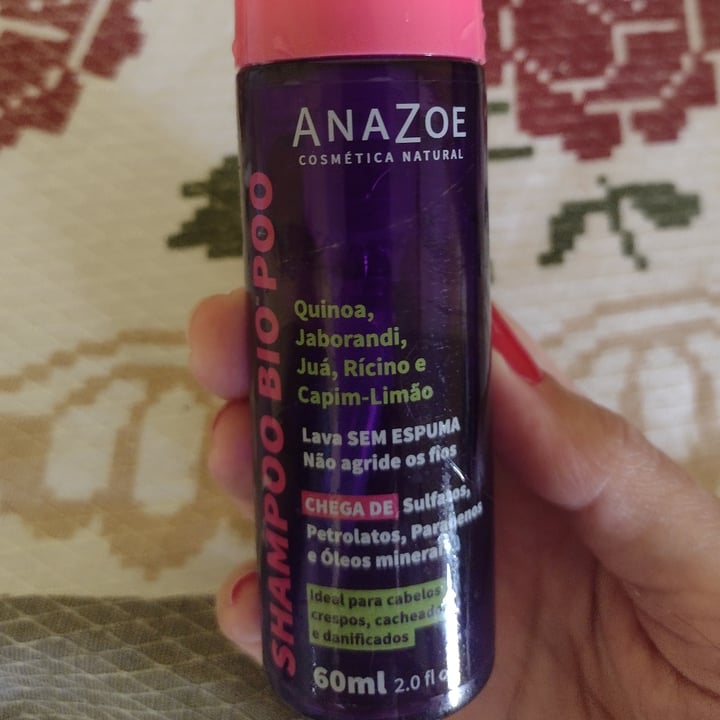 ANAZOE
COSMÉTICA NATURAL
SHAMPOO BIO POO
Quinoa,
Jaborandi,
Juá, Rícino e
Capim-Limão
Lava SEM ESPUMA
Não agride os fios
CHEGA DE Sulfatos,
Petrolatos, Parabenos
e Óleos minerais
Ideal para cabelos
crespos, cacheados
e danificados
60ml 2.0 fl